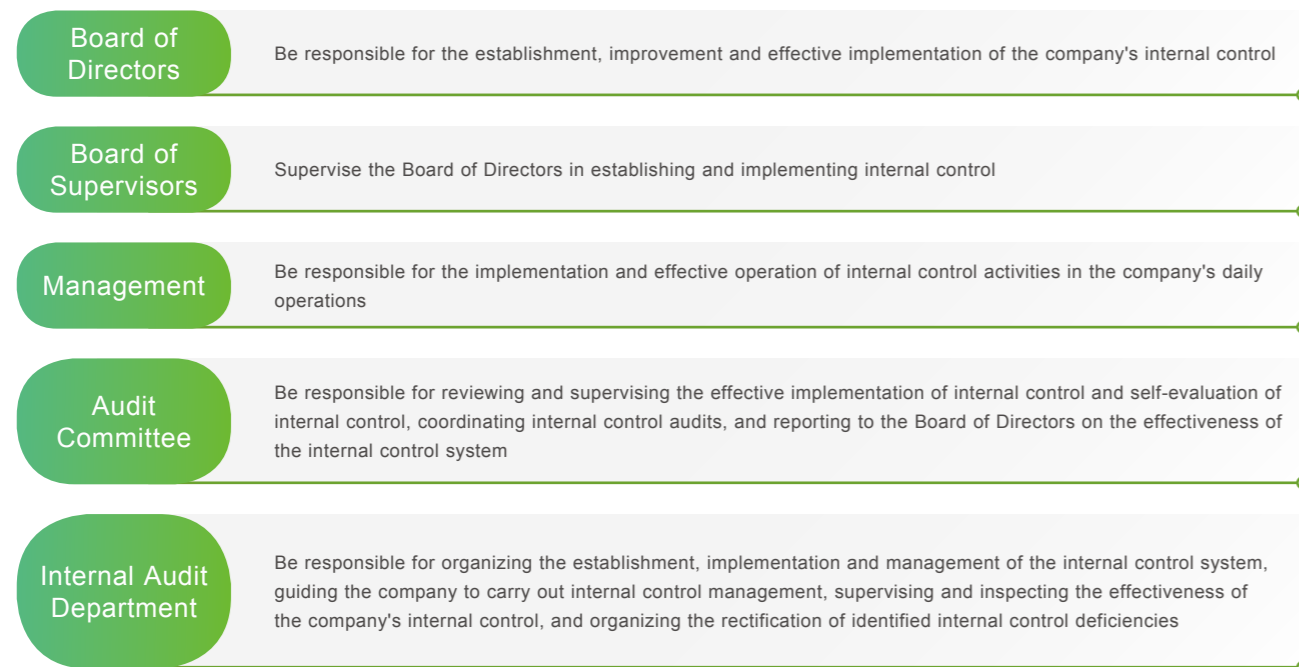 Board of
Directors
Be responsible for the establishment, improvement and effective implementation of the company's internal control
Board of
Supervisors
Supervise the Board of Directors in establishing and implementing internal control
Management
Be responsible for the implementation and effective operation of internal control activities in the company's daily
operations
Audit
Committee
Be responsible for reviewing and supervising the effective implementation of internal control and self-evaluation of
internal control, coordinating internal control audits, and reporting to the Board of Directors on the effectiveness of
the internal control system
Internal Audit
Department
Be responsible for organizing the establishment, implementation and management of the internal control system,
guiding the company to carry out internal control management, supervising and inspecting the effectiveness of
the company's internal control, and organizing the rectification of identified internal control deficiencies